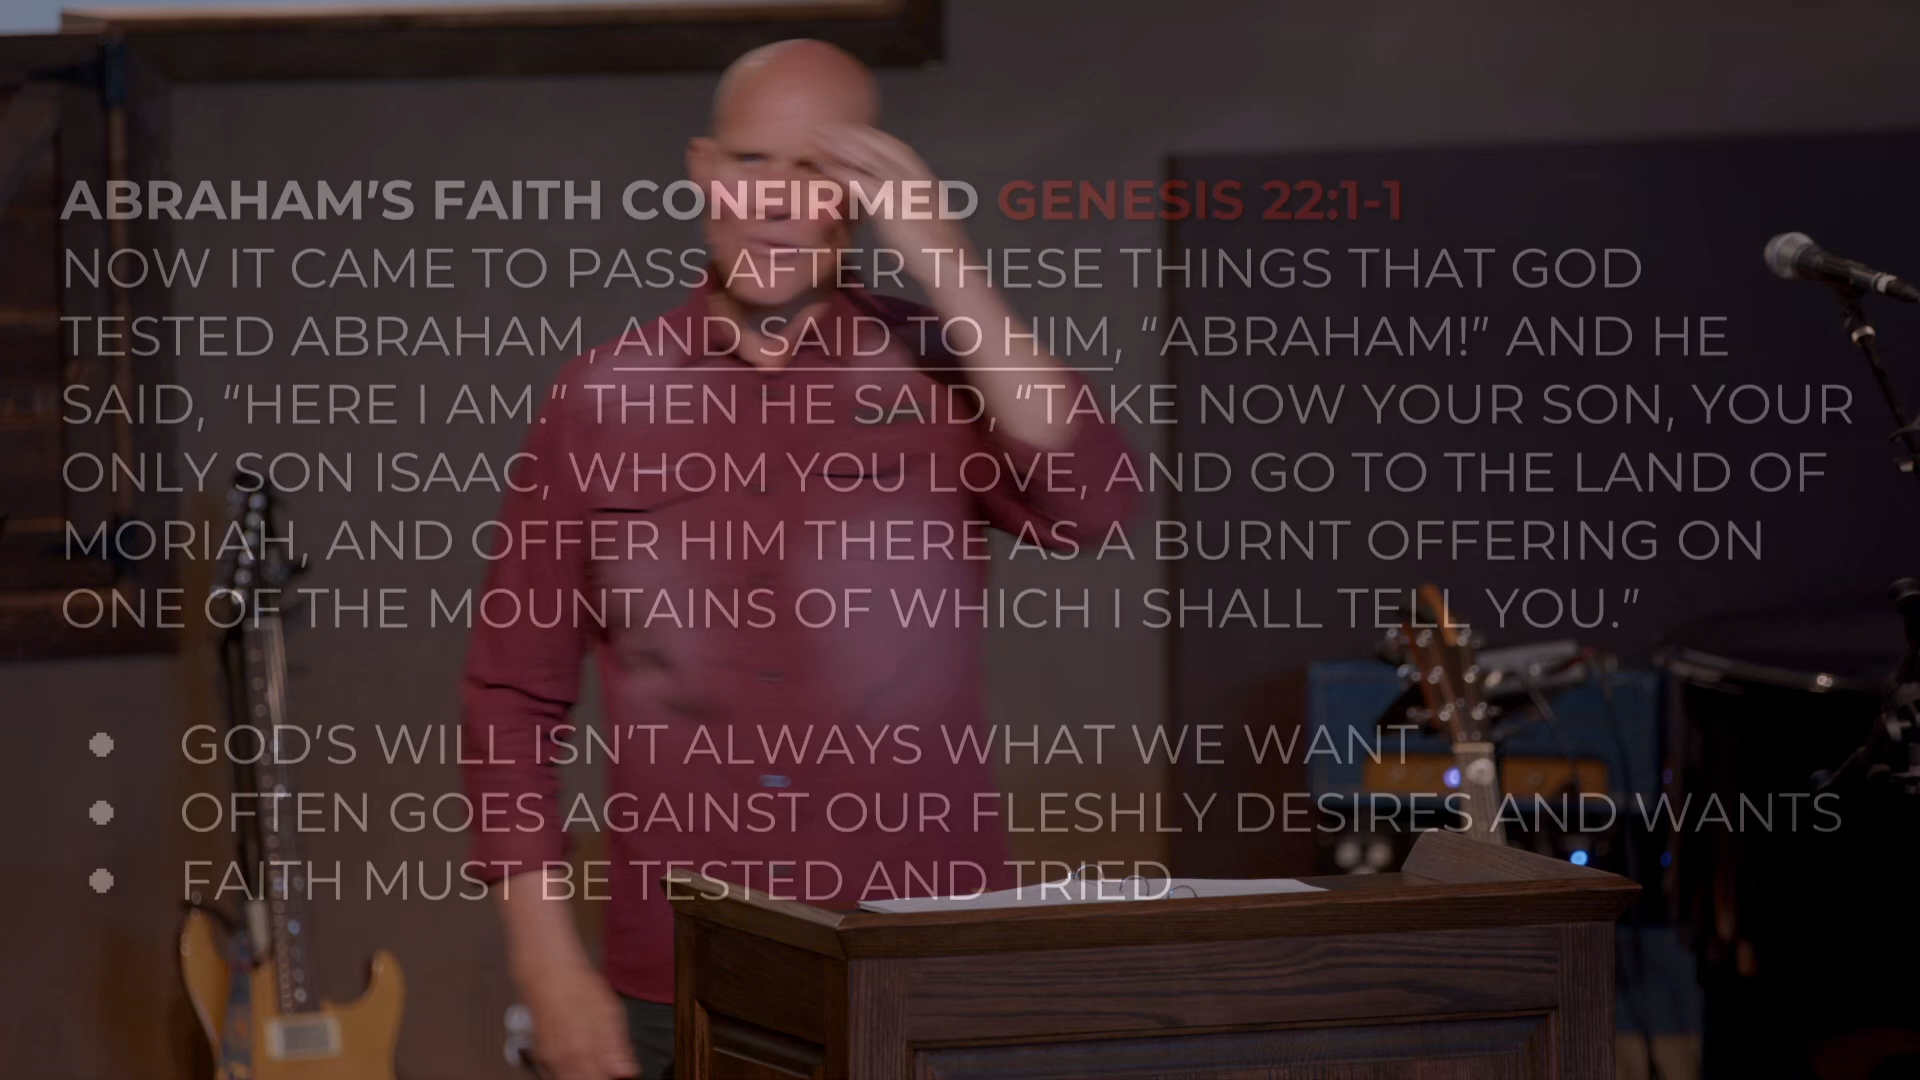 ABRAHAM'S FAITH CONFIRMED GENESIS 22:1-1
NOW IT CAME TO PASS AFTER THESE THINGS THAT GOD
TESTED ABRAHAM, AND SAID TO HIM, “ABRAHAM!” AND HE
SAID, “HERE I AM.” THEN HE SAID, “TAKE NOW YOUR SON, YOUR
ONLY SON ISAAC, WHOM YOU LOVE, AND GO TO THE LAND OF
MORIAH, AND OFFER HIM THERE AS A BURNT OFFERING ON
ONE OF THE MOUNTAINS OF WHICH I SHALL TELL YOU.”
● GOD'S WILL ISN'T ALWAYS WHAT WE WANT
● OFTEN GOES AGAINST OUR FLESHLY DESIRES AND WANTS
● FAITH MUST BE TESTED AND TRIED